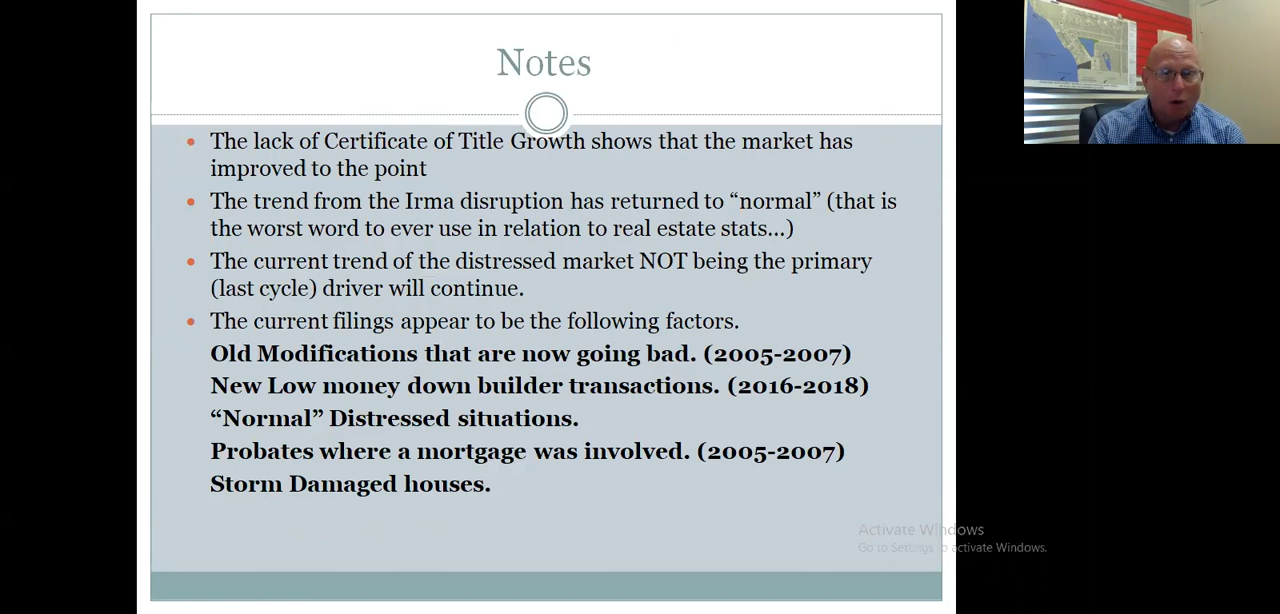 Notes
The lack of Certificate of Title Growth shows that the market has
improved to the point
The trend from the Irma disruption has returned to “normal” (that is
the worst word to ever use in relation to real estate stats...)
The current trend of the distressed market NOT being the primary
(last cycle) driver will continue.
The current filings appear to be the following factors.
Old Modifications that are now going bad. (2005-2007)
New Low money down builder transactions. (2016-2018)
“Normal” Distressed situations.
Probates where a mortgage was involved. (2005-2007)
Storm Damaged houses.
Activate Windows
Go to Settings to activate Windows.